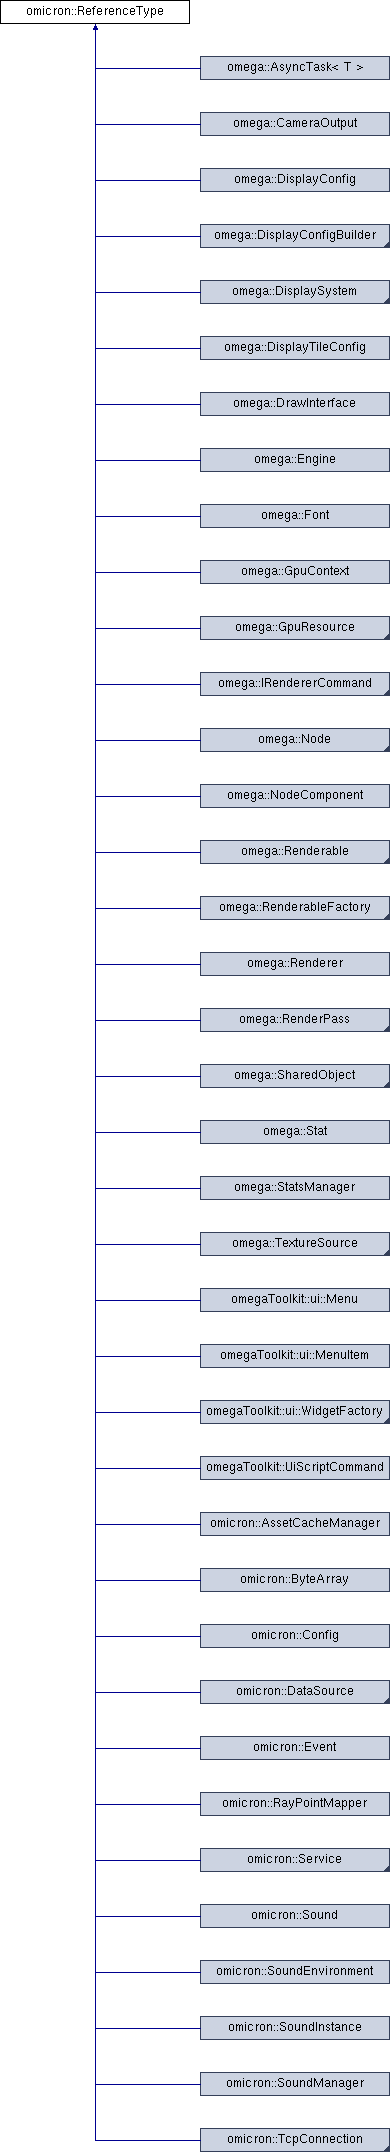 omicron::ReferenceType
omega::AsyncTask< T >
omega::CameraOutput
omega::DisplayConfig
omega::DisplayConfigBuilder
omega::DisplaySystem
omega::DisplayTileConfig
omega::DrawInterface
omega::Engine
omega::Font
omega::GpuContext
omega::GpuResource
omega::IRendererCommand
omega::Node
omega::NodeComponent
omega::Renderable
omega::RenderableFactory
omega::Renderer
omega::RenderPass
omega::SharedObject
omega::Stat
omega::StatsManager
omega::TextureSource
omegaToolkit::ui::Menu
omegaToolkit::ui::MenuItem
omegaToolkit::ui::WidgetFactory
omegaToolkit::UiScriptCommand
omicron::AssetCacheManager
omicron::ByteArray
omicron::Config
omicron::DataSource
omicron::Event
omicron::RayPointMapper
omicron::Service
omicron::Sound
omicron::SoundEnvironment
omicron::SoundInstance
omicron::SoundManager
omicron::TcpConnection